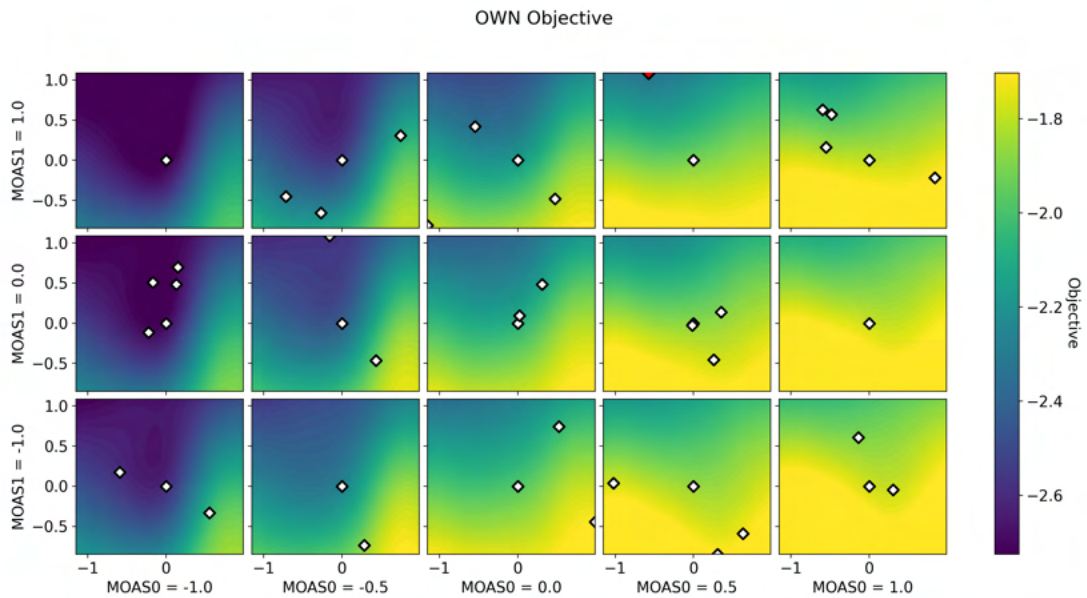 OWN Objective
MOAS1 = 1.0
1.0
0.5
0.0
−0.5
MOAS1 = 0.0
1.0
0.5
0.0
−0.5
MOAS1 = -1.0
1.0
0.5
0.0
−0.5
−1 0 −1 0 −1 0 −1 0 −1 0
MOAS0 = -1.0 MOAS0 = -0.5 MOAS0 = 0.0 MOAS0 = 0.5 MOAS0 = 1.0
−1.8
−2.0
−2.2
−2.4
−2.6
Objective